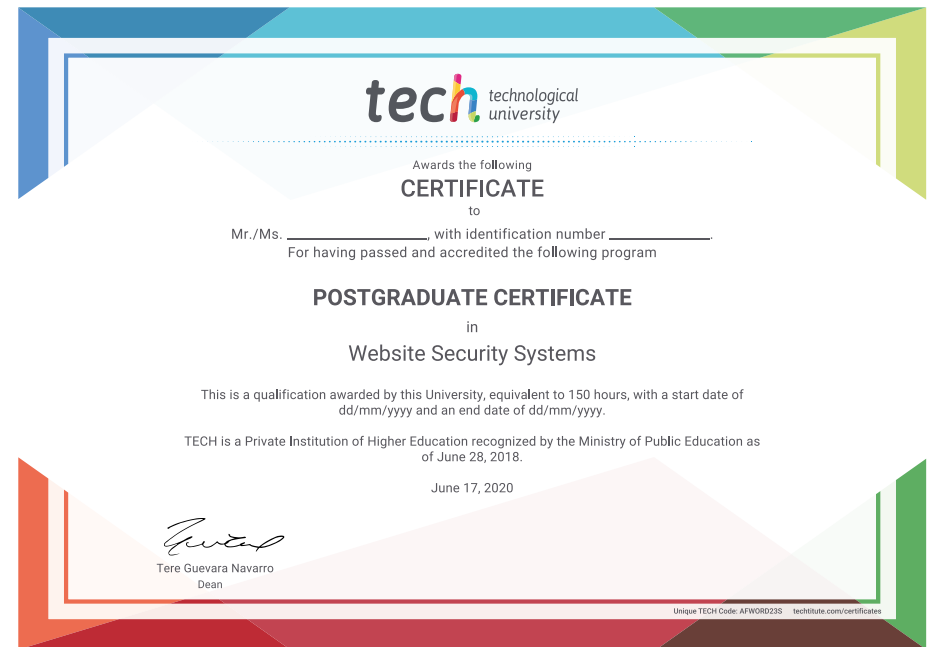 tech technological
university
Awards the following
CERTIFICATE
to
Mr./Ms. ____________________, with identification number ______________.
For having passed and accredited the following program
POSTGRADUATE CERTIFICATE
in
Website Security Systems
This is a qualification awarded by this University, equivalent to 150 hours, with a start date of
dd/mm/yyyy and an end date of dd/mm/yyyy.
TECH is a Private Institution of Higher Education recognized by the Ministry of Public Education as
of June 28, 2018.
June 17, 2020
Tere Guevara Navarro
Dean
Unique TECH Code: AFWORD23S techtitute.com/certificates